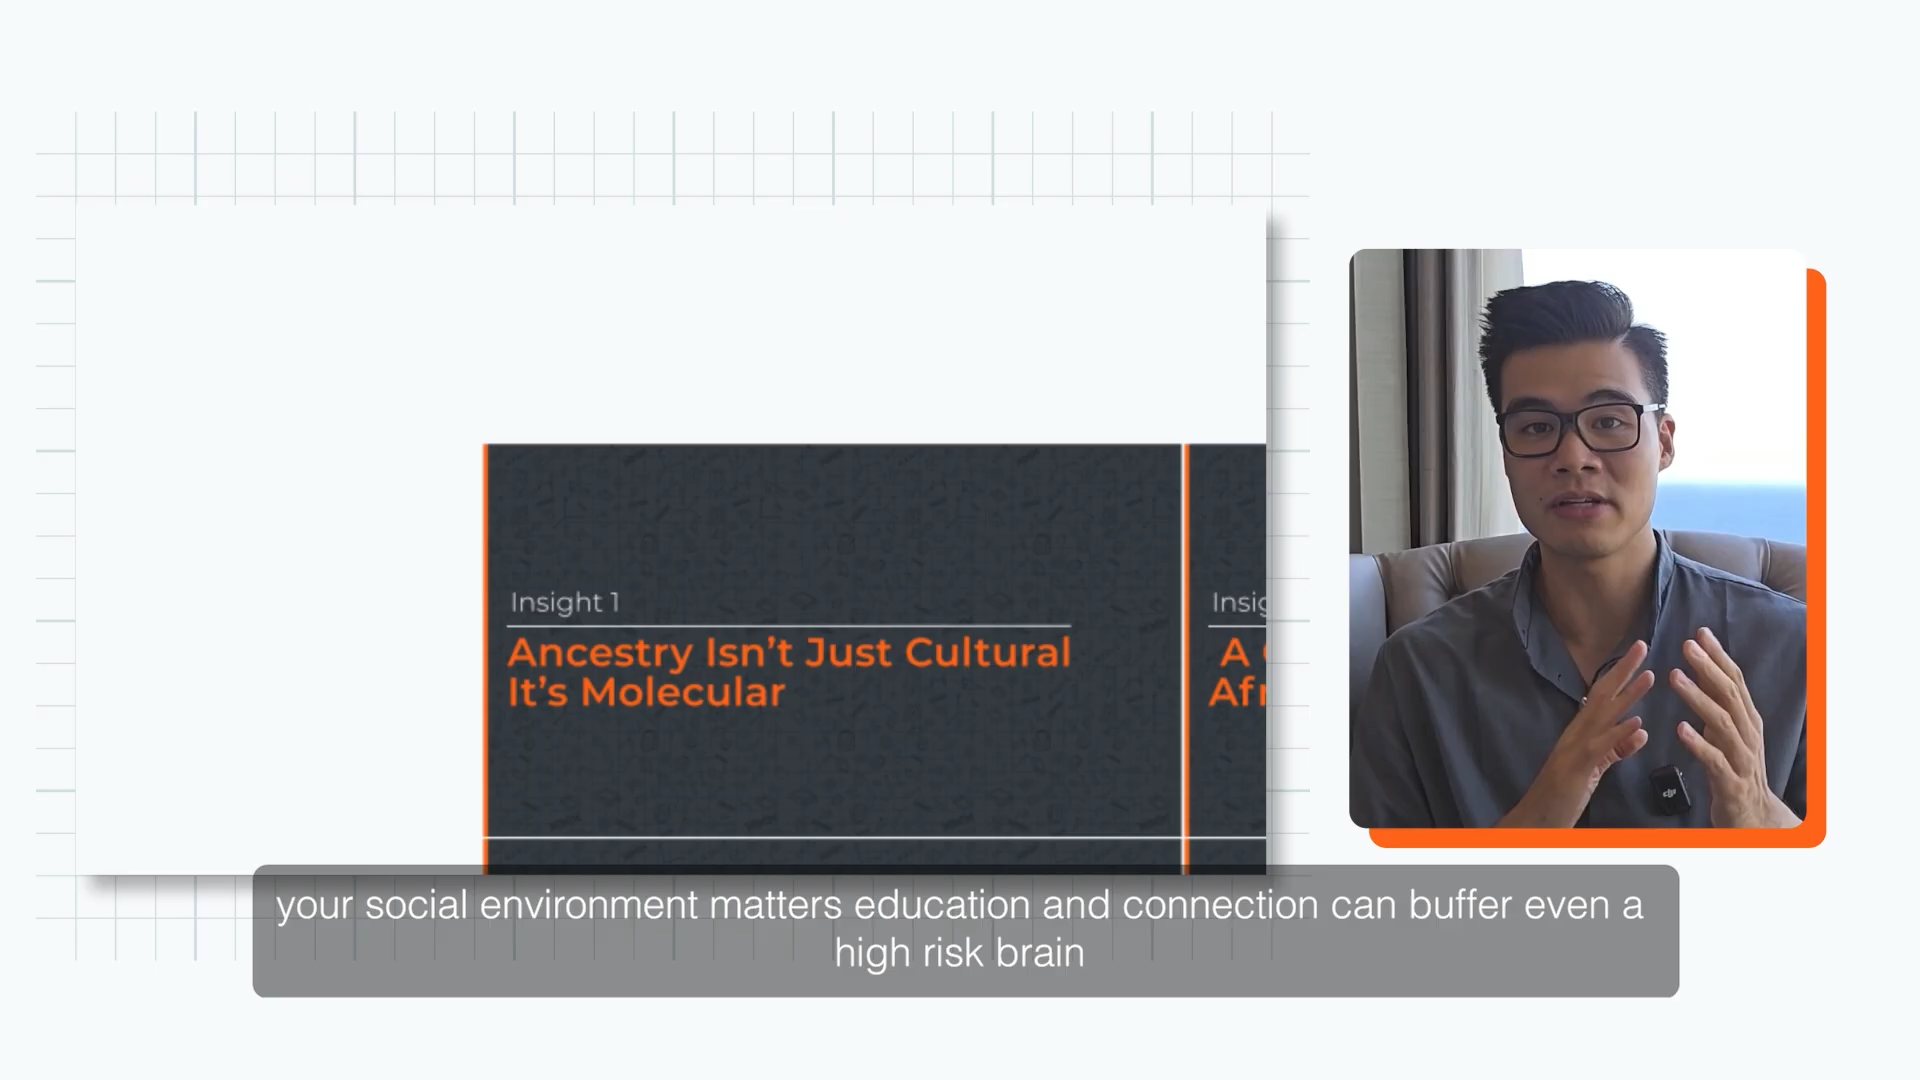 Insight 1
Ancestry Isn't Just Cultural
It's Molecular
A
your social environment matters education and connection can buffer even a
high risk brain